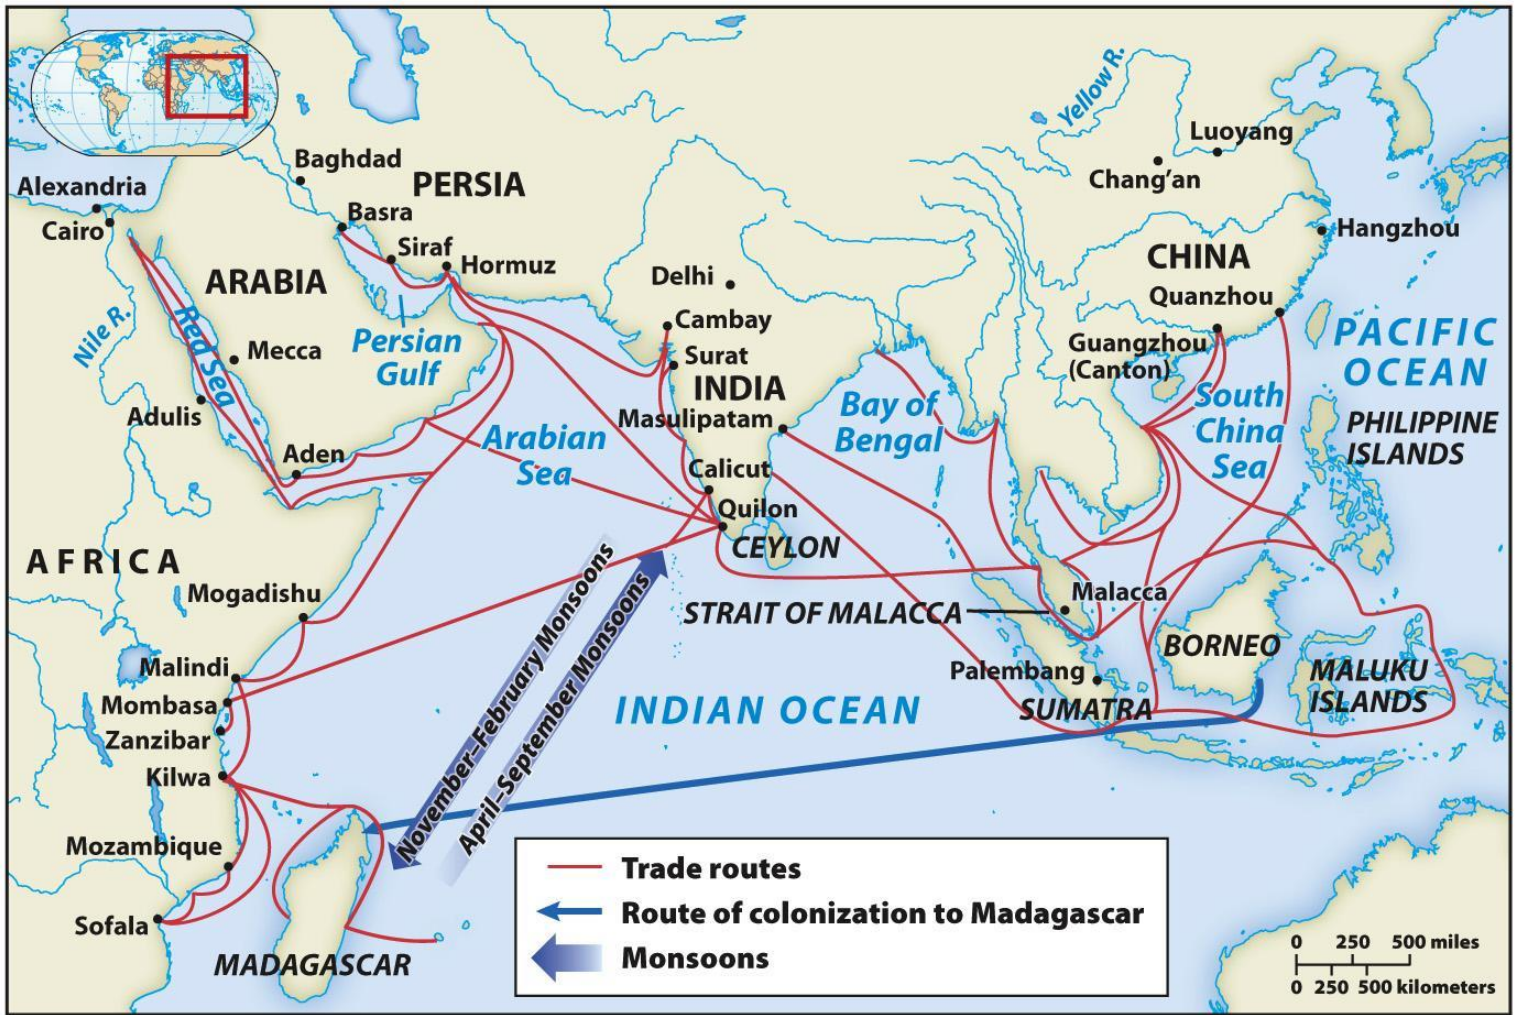 Yellow R.
Luoyang
Chang’an
Baghdad
PERSIA
Alexandria
Cairo
Basra
Siraf
Hormuz
Hangzhou
CHINA
ARABIA
Delhi
Quanzhou
Nile R.
Red Sea
Mecca
Persian
Gulf
Cambay
Surat
INDIA
Guangzhou
(Canton)
PACIFIC
OCEAN
Adulis
Masulipatam
Bay of
Bengal
South
China
Sea
PHILIPPINE
ISLANDS
Aden
Arabian
Sea
Calicut
Quilon
CEYLON
AFRICA
Mogadishu
November–February Monsoons
April–September Monsoons
STRAIT OF MALACCA
Malacca
BORNEO
Malindi
Mombasa
Zanzibar
Kilwa
Palembang
SUMATRA
MALUKU
ISLANDS
INDIAN OCEAN
Mozambique
Sofala
MADAGASCAR
Trade routes
Route of colonization to Madagascar
Monsoons
0 250 500 miles
0 250 500 kilometers